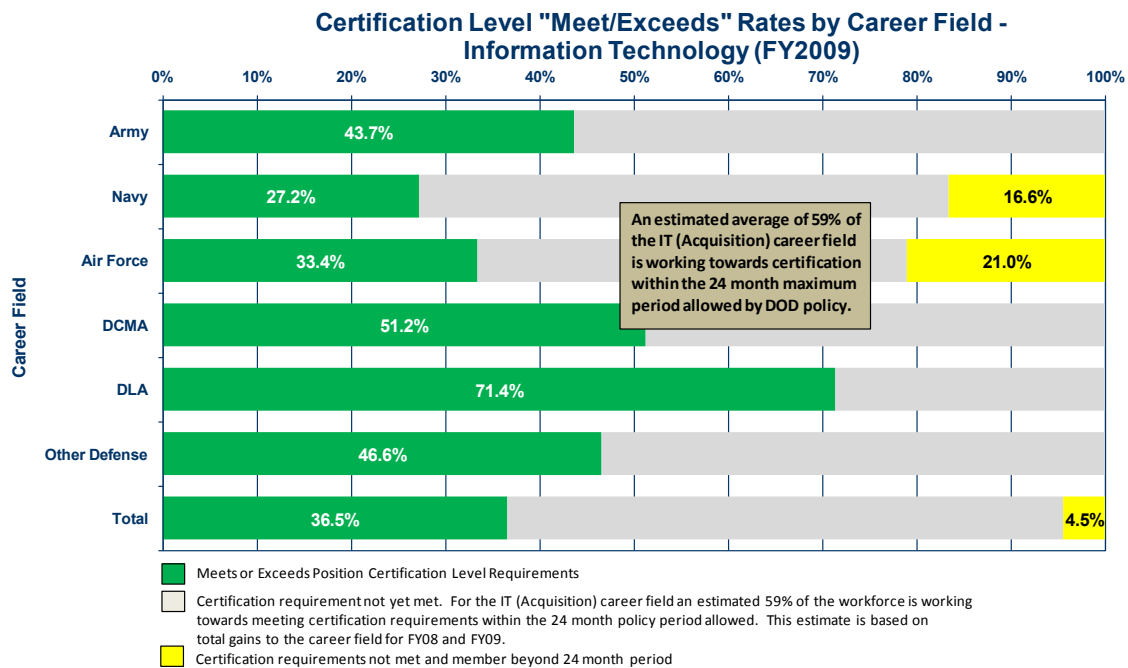 Certification Level "Meet/Exceeds" Rates by Career Field -
Information Technology (FY2009)
0% 10% 20% 30% 40% 50% 60% 70% 80% 90% 100%
Career Field
Army 43.7%
Navy 27.2% 16.6%
Air Force 33.4% 21.0%
DCMA 51.2%
DLA 71.4%
Other Defense 46.6%
Total 36.5% 4.5%
An estimated average of 59% of
the IT (Acquisition) career field
is working towards certification
within the 24 month maximum
period allowed by DOD policy.
Meets or Exceeds Position Certification Level Requirements
Certification requirement not yet met. For the IT (Acquisition) career field an estimated 59% of the workforce is working
towards meeting certification requirements within the 24 month policy period allowed. This estimate is based on
total gains to the career field for FY08 and FY09.
Certification requirements not met and member beyond 24 month period